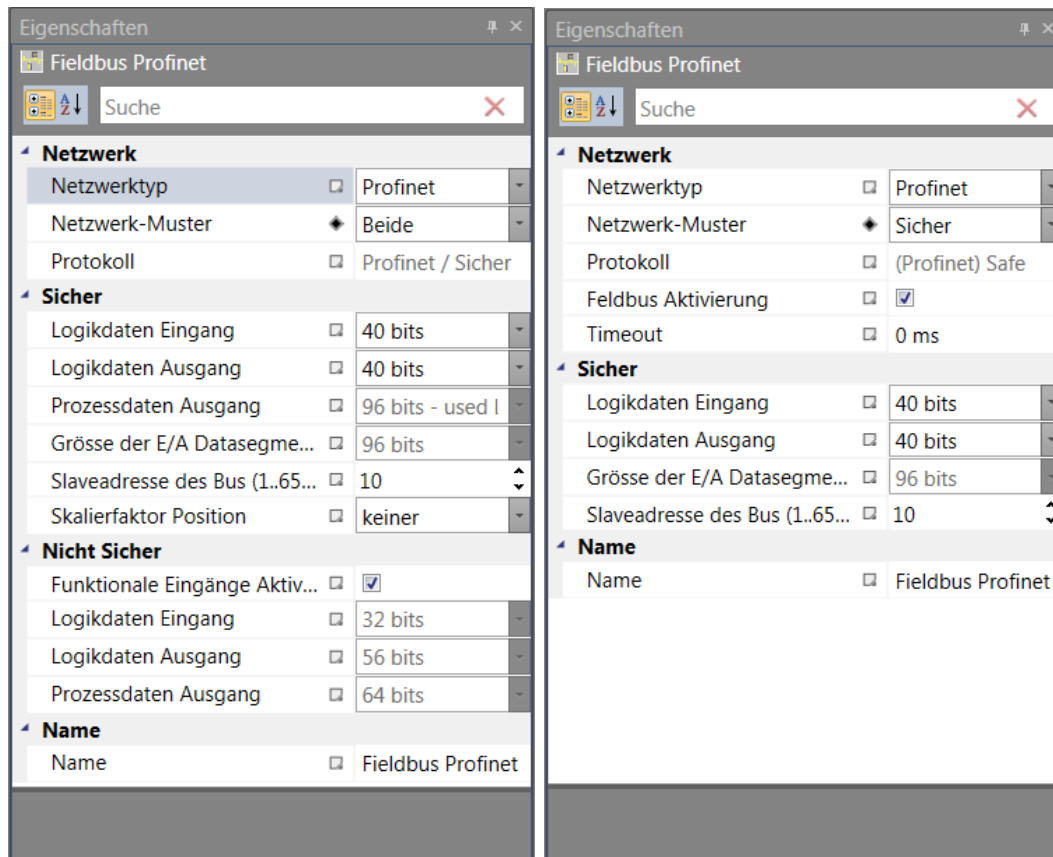 Eigenschaften
Fieldbus Profinet
Suche
Netzwerk
Netzwerktyp Profinet
Netzwerk-Muster Beide
Protokoll Profinet / Sicher
Sicher
Logikdaten Eingang 40 bits
Logikdaten Ausgang 40 bits
Prozessdaten Ausgang 96 bits - used l
Grösse der E/A Datasegme... 96 bits
Slaveadresse des Bus (1..65... 10
Skalierfaktor Position keiner
Nicht Sicher
Funktionale Eingänge Aktiv...
Logikdaten Eingang 32 bits
Logikdaten Ausgang 56 bits
Prozessdaten Ausgang 64 bits
Name
Name Fieldbus Profinet
Eigenschaften
Fieldbus Profinet
Suche
Netzwerk
Netzwerktyp Profinet
Netzwerk-Muster Sicher
Protokoll (Profinet) Safe
Feldbus Aktivierung
Timeout 0 ms
Sicher
Logikdaten Eingang 40 bits
Logikdaten Ausgang 40 bits
Grösse der E/A Datasegme... 96 bits
Slaveadresse des Bus (1..65... 10
Name
Name Fieldbus Profinet